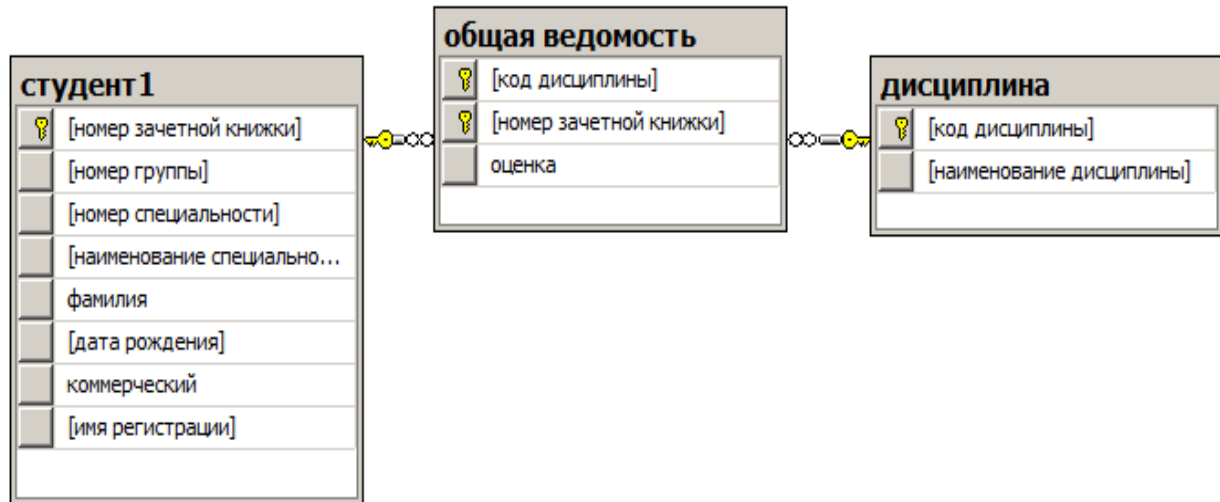 студент1
[номер зачетной книжки]
[номер группы]
[номер специальности]
[наименование специально...
фамилия
[дата рождения]
коммерческий
[имя регистрации]
общая ведомость
[код дисциплины]
[номер зачетной книжки]
оценка
дисциплина
[код дисциплины]
[наименование дисциплины]